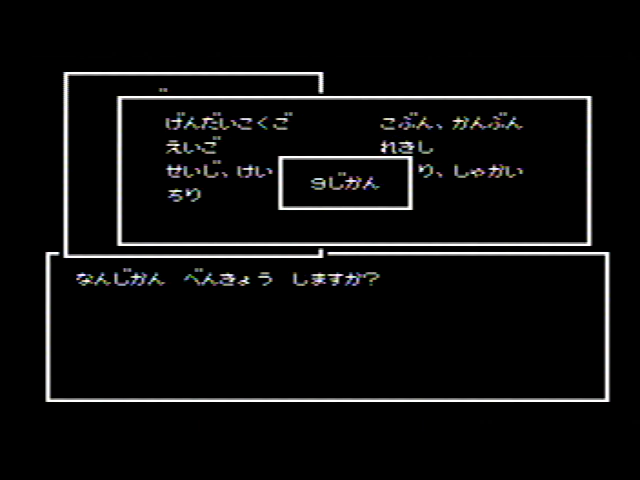 げんだいこくご こぶん、かんぶん
えいご れきし
せいじ、けい り、しゃかい
ちり
9じかん
なんじかん べんきょう しますか?